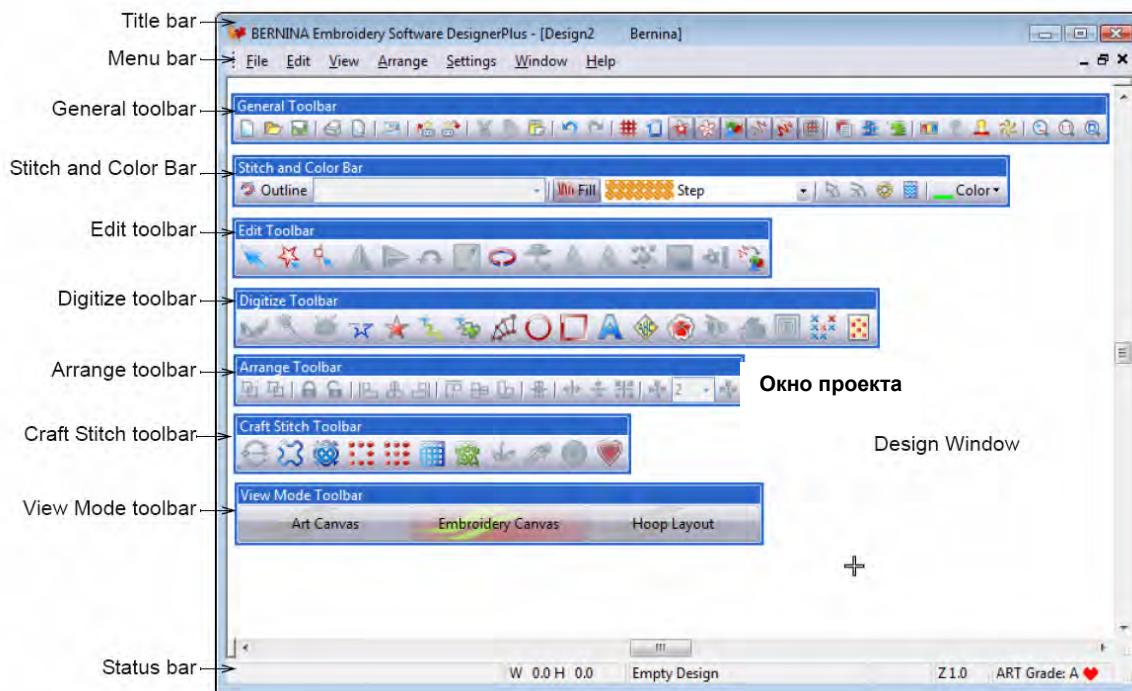 Title bar
BERNINA Embroidery Software DesignerPlus - [Design2 Bernina]
Menu bar
File Edit View Arrange Settings Window Help
General toolbar
General Toolbar
Stitch and Color Bar
Stitch and Color Bar
Outline Fill Step Color
Edit toolbar
Edit Toolbar
Digitize toolbar
Digitize Toolbar
A ABC
Arrange toolbar
Arrange Toolbar
2
Окно проекта
Craft Stitch toolbar
Craft Stitch Toolbar
Design Window
View Mode toolbar
View Mode Toolbar
Art Canvas Embroidery Canvas Hoop Layout
Status bar
W 0.0 H 0.0 Empty Design Z 1.0 ART Grade: A